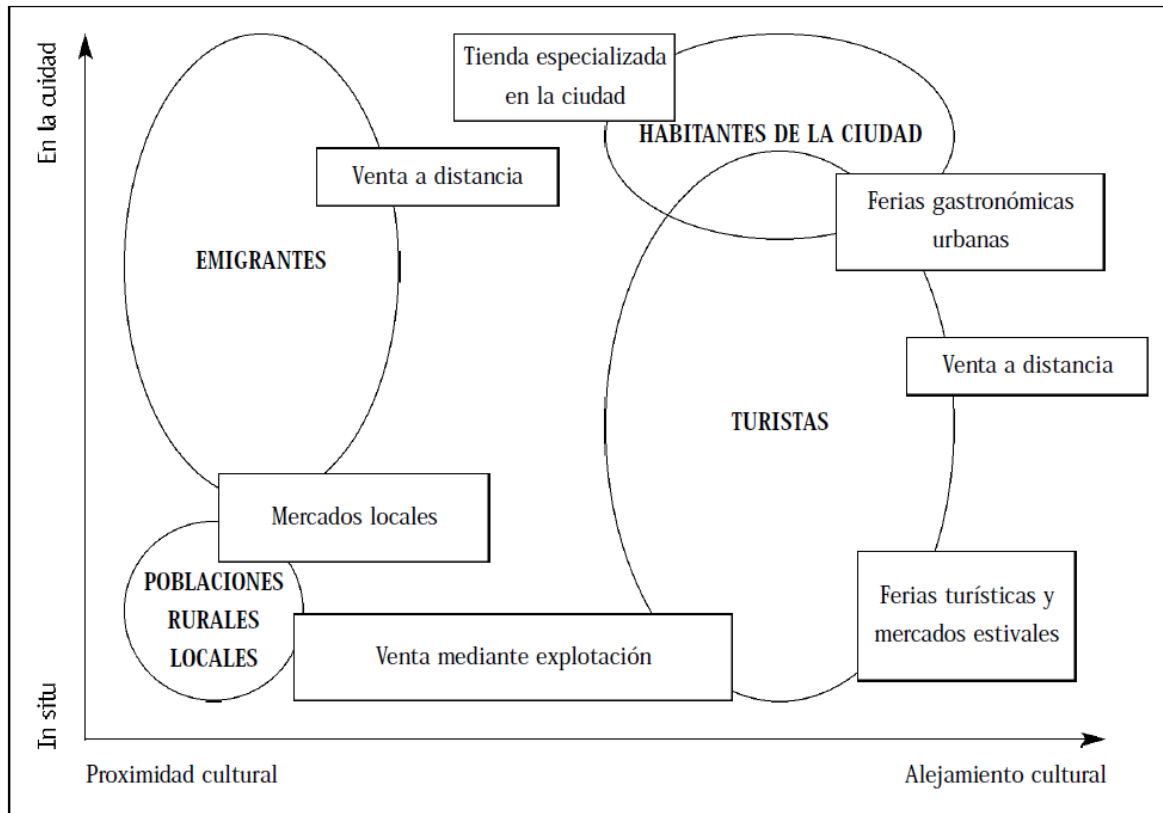 En la cuidad
Tienda especializada
en la ciudad
HABITANTES DE LA CIUDAD
Venta a distancia
Ferias gastronómicas
urbanas
EMIGRANTES
Venta a distancia
TURISTAS
Mercados locales
POBLACIONES
RURALES
LOCALES
Ferias turísticas y
mercados estivales
Venta mediante explotación
In situ
Proximidad cultural
Alejamiento cultural